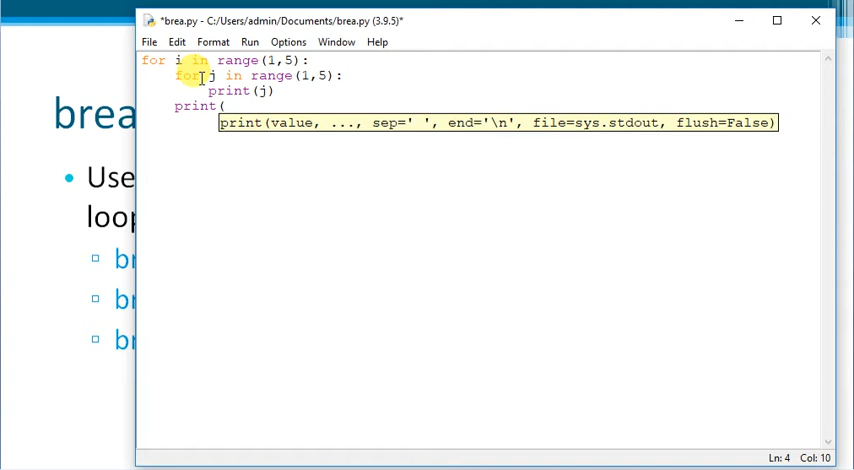 *brea.py - C:/Users/admin/Documents/brea.py (3.9.5)*
File Edit Format Run Options Window Help
for i in range(1,5):
    for j in range(1,5):
        print(j)
    print(
print(value, ..., sep=' ', end='\n', file=sys.stdout, flush=False)
brea
Use
loop
br
br
br
Ln: 4 Col: 10